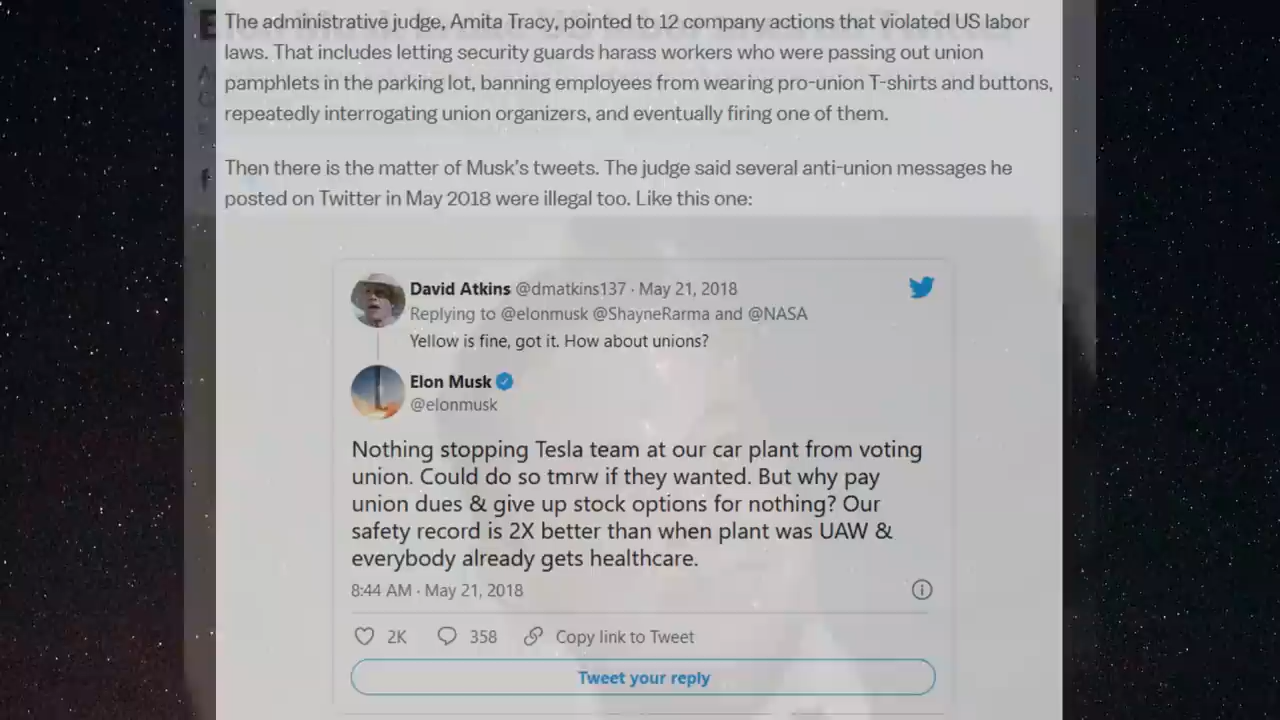 The administrative judge, Amita Tracy, pointed to 12 company actions that violated US labor
laws. That includes letting security guards harass workers who were passing out union
pamphlets in the parking lot, banning employees from wearing pro-union T-shirts and buttons,
repeatedly interrogating union organizers, and eventually firing one of them.
Then there is the matter of Musk's tweets. The judge said several anti-union messages he
posted on Twitter in May 2018 were illegal too. Like this one:
David Atkins @dmatkins137 · May 21, 2018
Replying to @elonmusk @ShayneRarma and @NASA
Yellow is fine, got it. How about unions?
Elon Musk
@elonmusk
Nothing stopping Tesla team at our car plant from voting
union. Could do so tmrw if they wanted. But why pay
union dues & give up stock options for nothing? Our
safety record is 2X better than when plant was UAW &
everybody already gets healthcare.
8:44 AM · May 21, 2018
2K 358 Copy link to Tweet
Tweet your reply